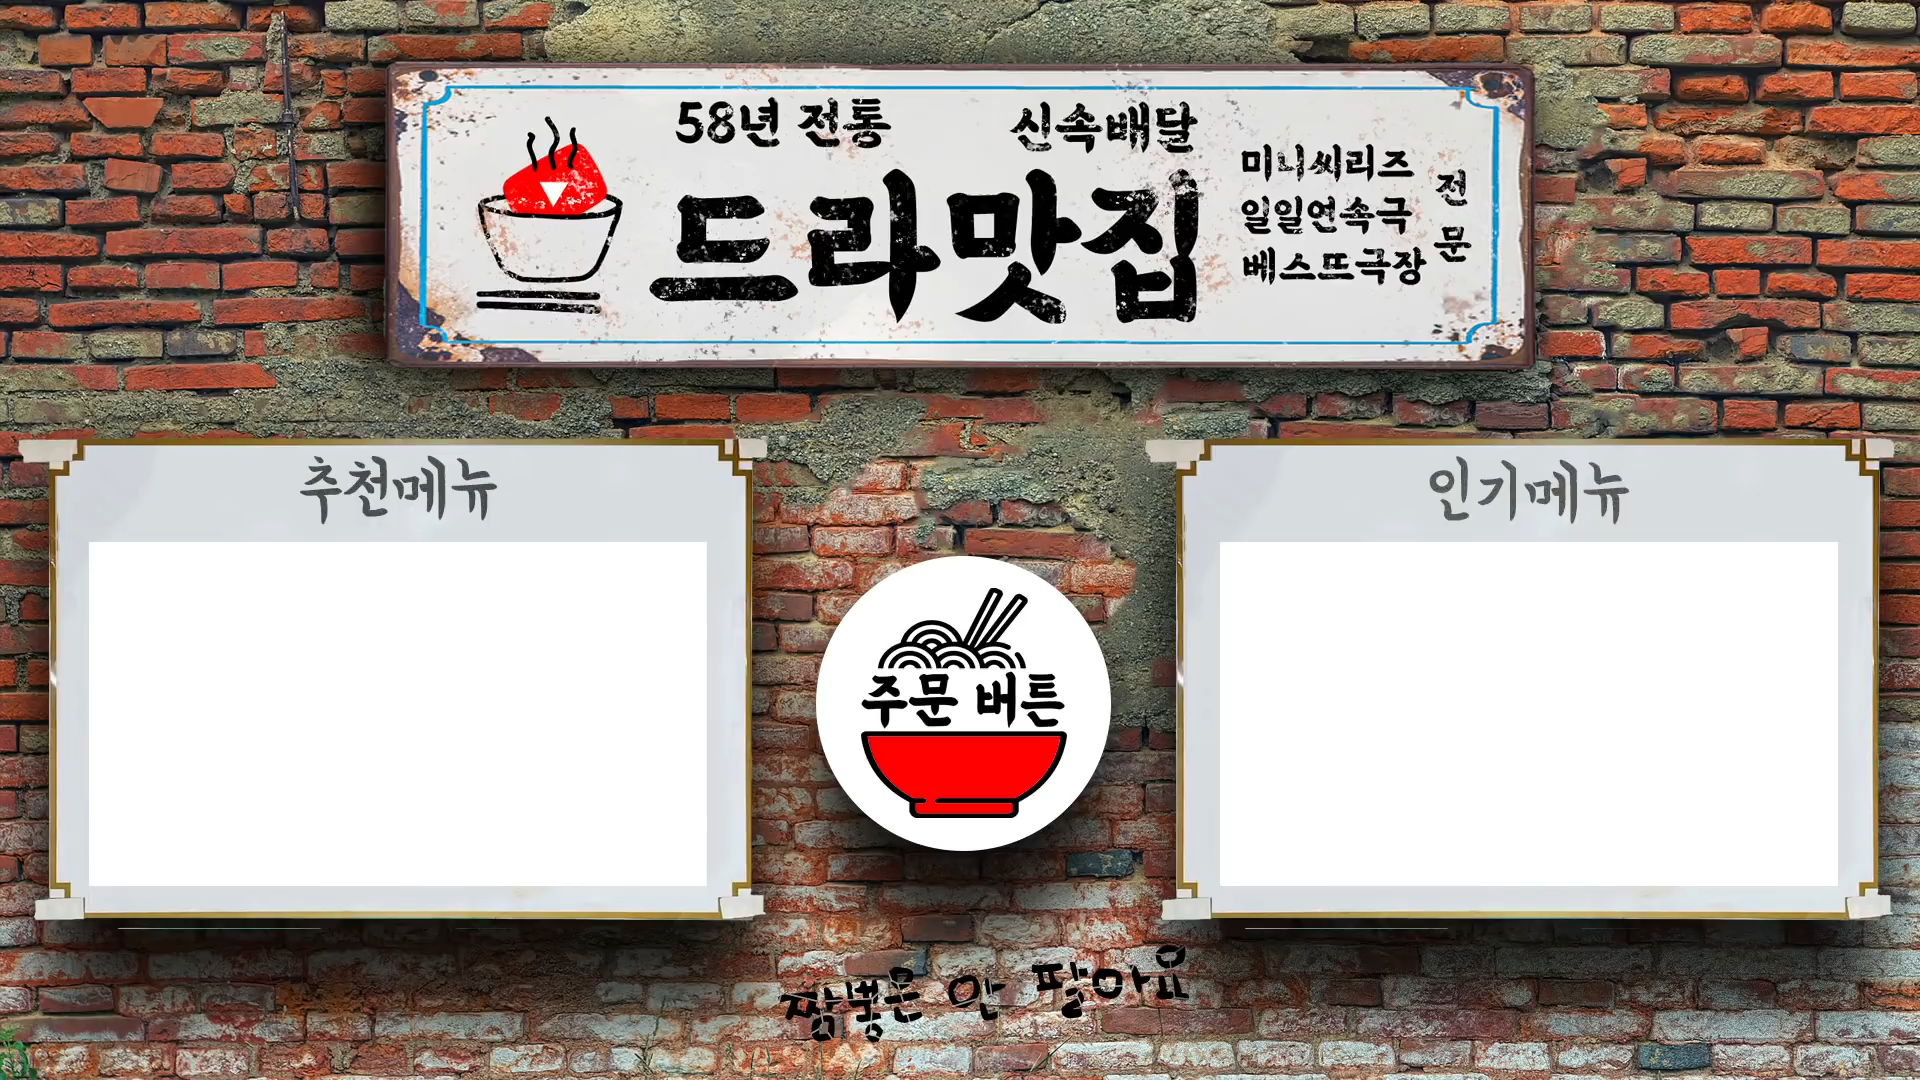 58년 전통 신속배달
드라맛집
미니씨리즈
일일연속극
베스뜨극장
전문
추천메뉴
인기메뉴
주문 버튼
짬뽕은 안 팔아요